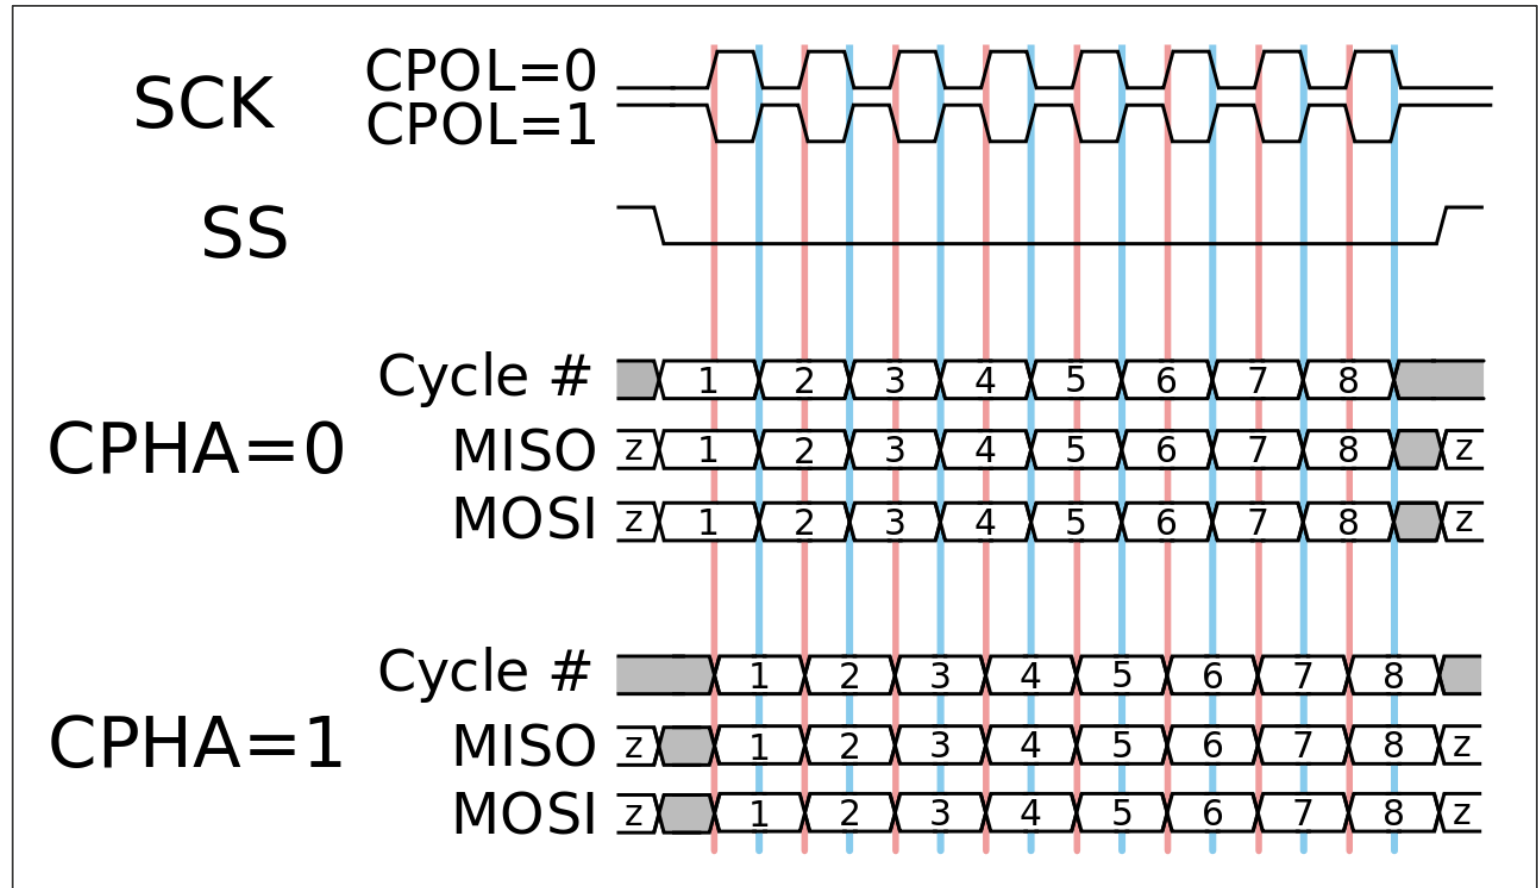 SCK CPOL=0
CPOL=1
SS
Cycle # 1 2 3 4 5 6 7 8
CPHA=0 MISO z 1 2 3 4 5 6 7 8 z
MOSI z 1 2 3 4 5 6 7 8 z
Cycle # 1 2 3 4 5 6 7 8
CPHA=1 MISO z 1 2 3 4 5 6 7 8 z
MOSI z 1 2 3 4 5 6 7 8 z